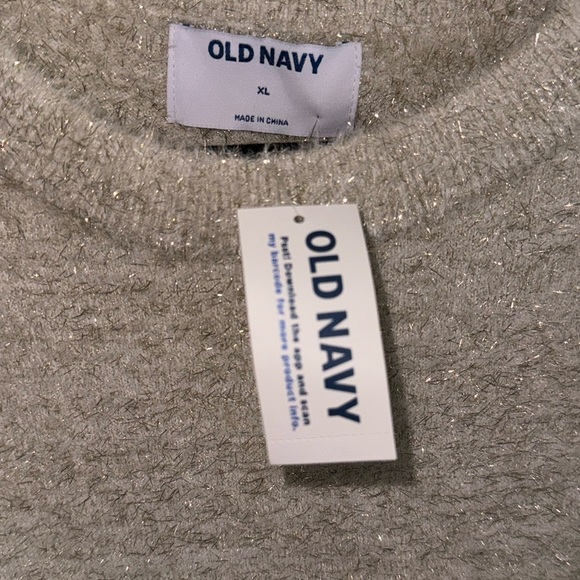 OLD NAVY
XL
MADE IN CHINA
OLD NAVY
Psst! Download the app and scan
my barcode for more product info.